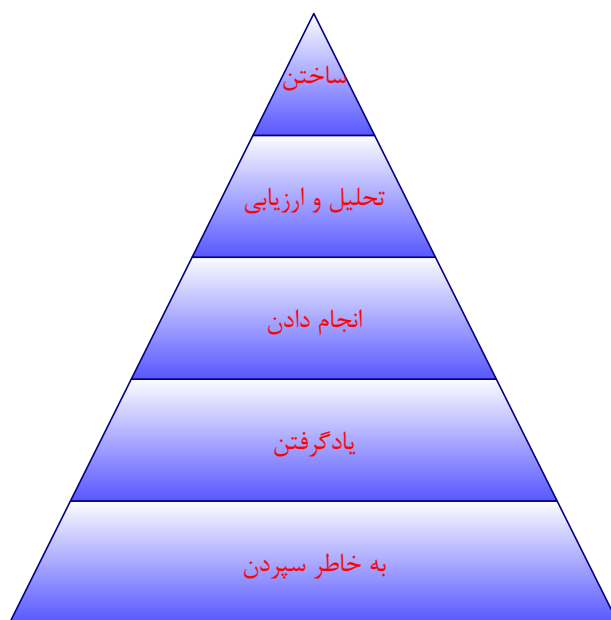 ساختن
تحلیل و ارزیابی
انجام دادن
یادگرفتن
به خاطر سپردن